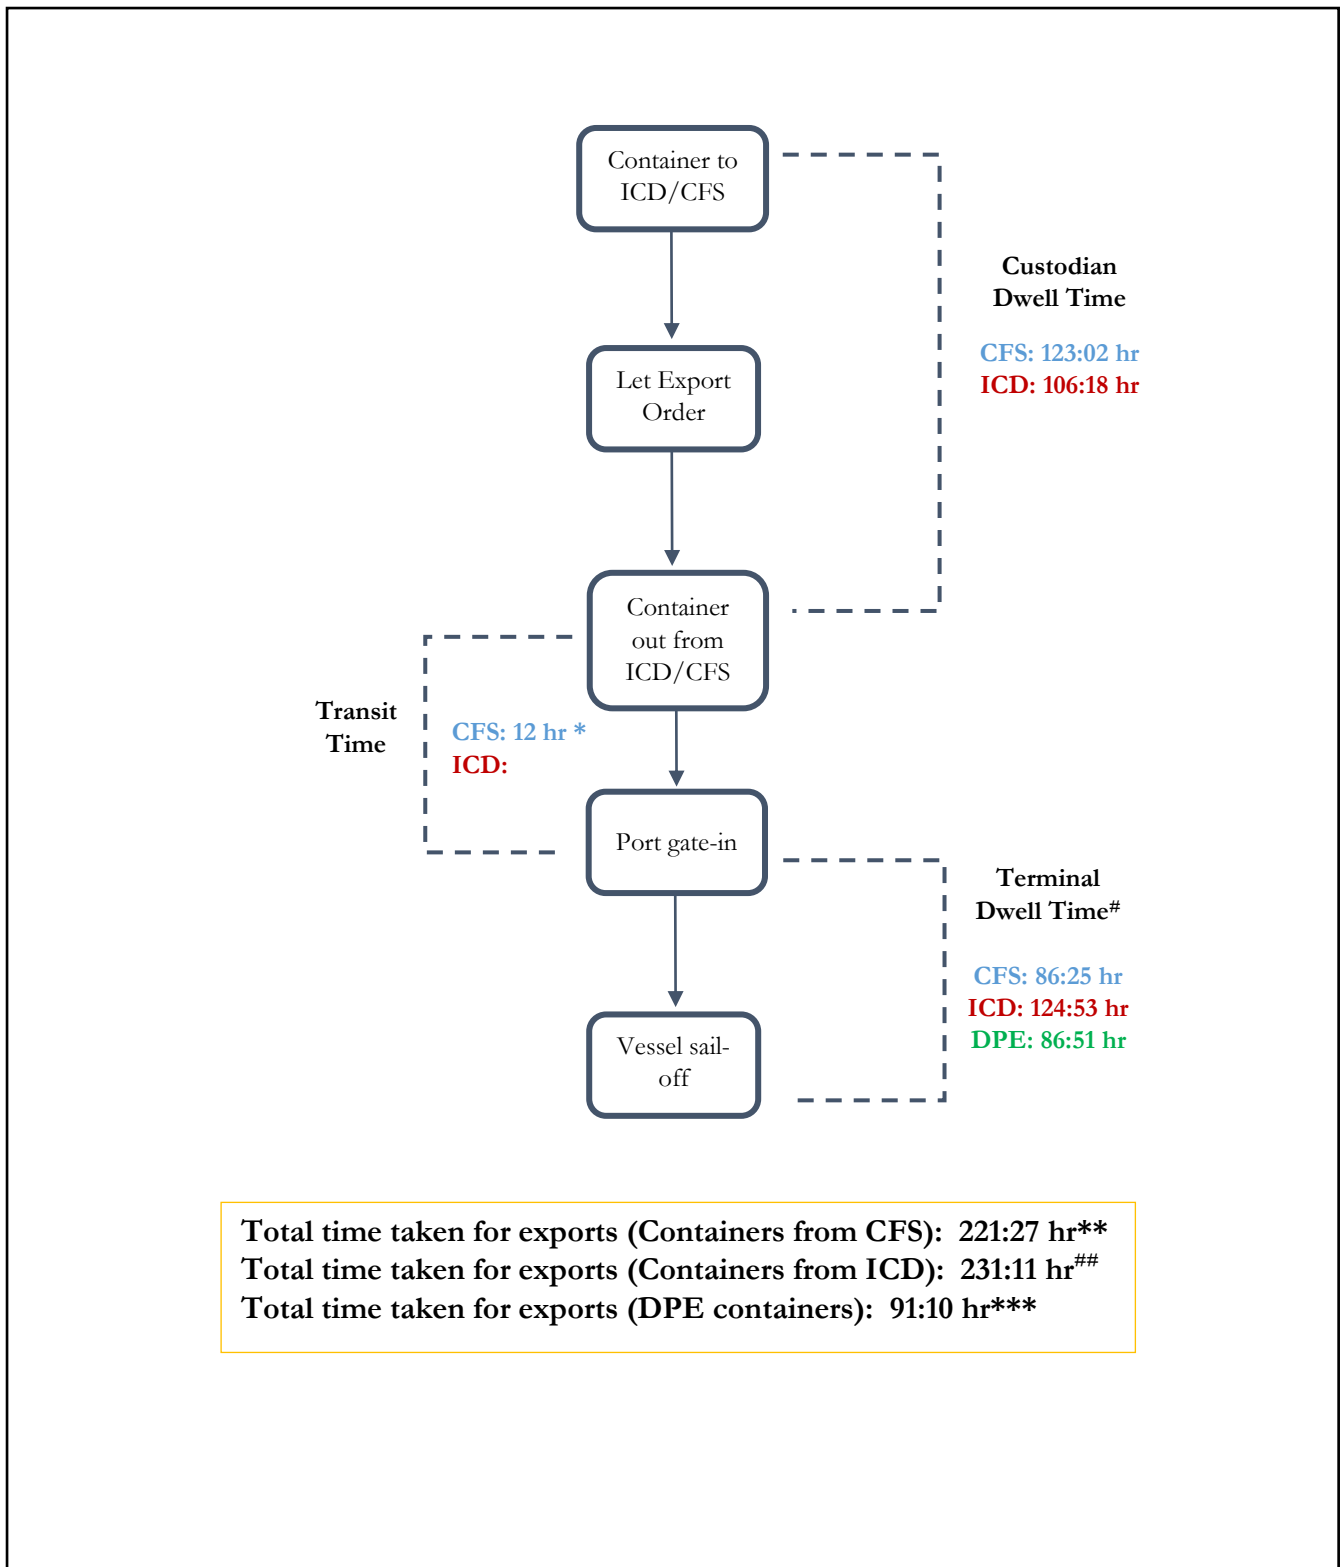 Container to
ICD/CFS
Custodian
Dwell Time
CFS: 123:02 hr
ICD: 106:18 hr
Let Export
Order
Container
out from
ICD/CFS
Transit
Time
CFS: 12 hr *
ICD:
Port gate-in
Terminal
Dwell Time#
CFS: 86:25 hr
ICD: 124:53 hr
DPE: 86:51 hr
Vessel sail-
off
Total time taken for exports (Containers from CFS): 221:27 hr**
Total time taken for exports (Containers from ICD): 231:11 hr##
Total time taken for exports (DPE containers): 91:10 hr***